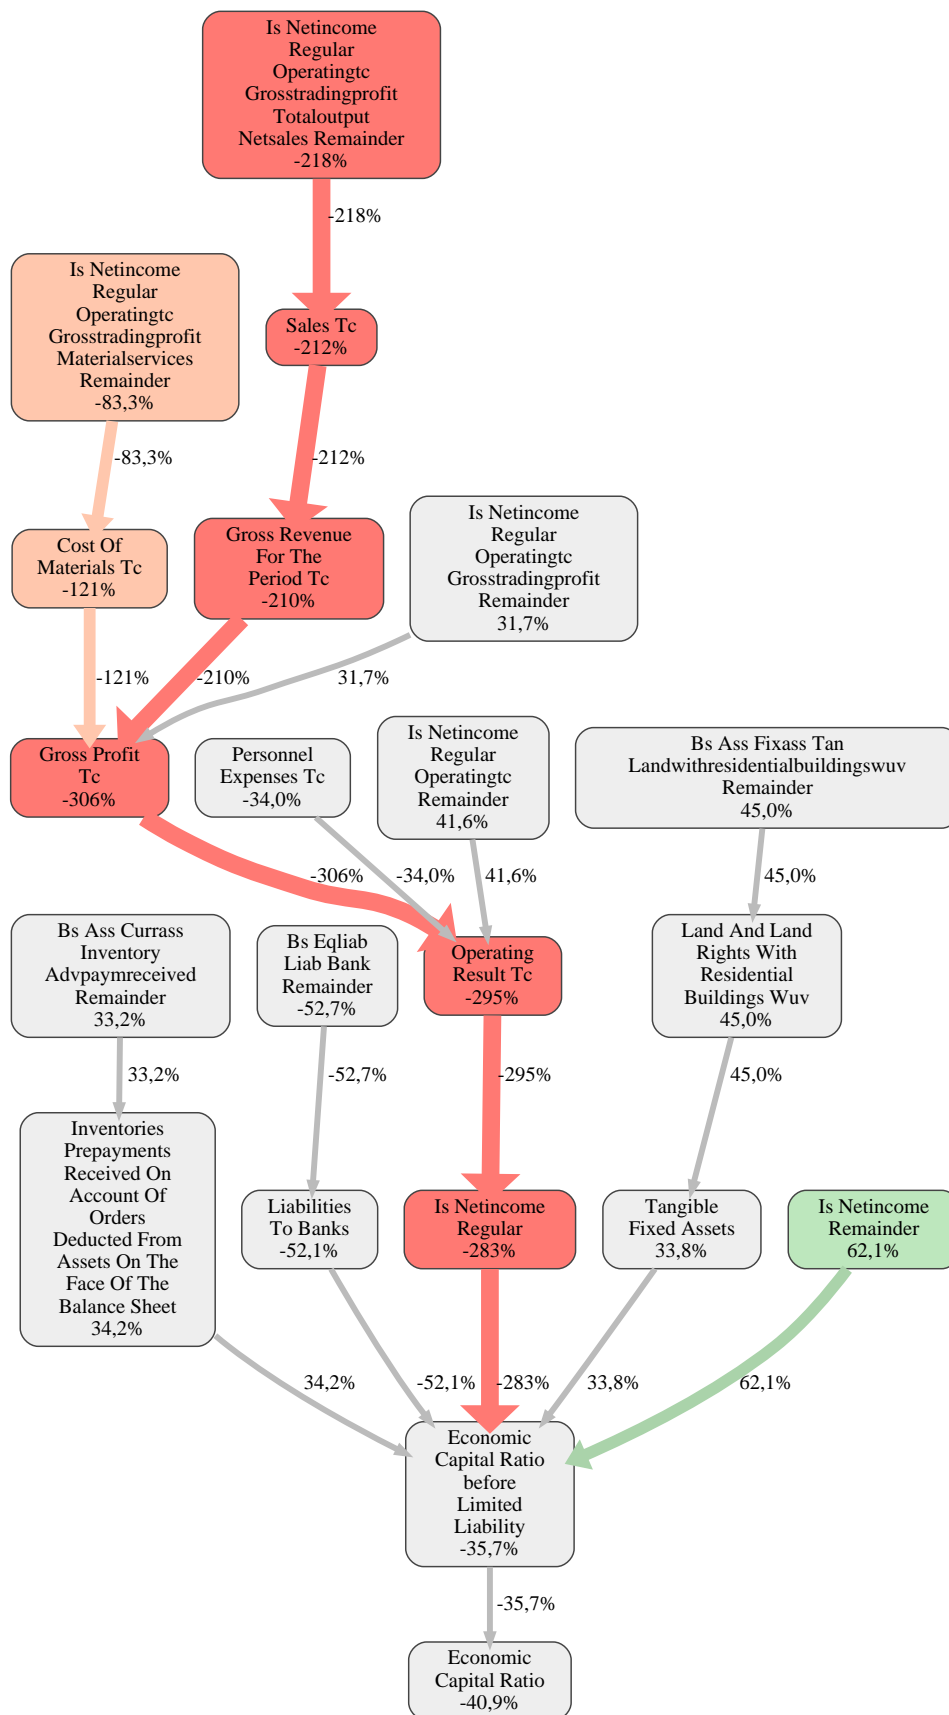 Is Netincome
Regular
Operatingtc
Grosstradingprofit
Totaloutput
Netsales Remainder
-218%
-218%
Is Netincome
Regular
Operatingtc
Grosstradingprofit
Materialservices
Remainder
-83,3%
Sales Tc
-212%
-83,3%
-212%
Cost Of
Materials Tc
-121%
Gross Revenue
For The
Period Tc
-210%
Is Netincome
Regular
Operatingtc
Grosstradingprofit
Remainder
31,7%
-121%
-210%
31,7%
Gross Profit
Tc
-306%
Personnel
Expenses Tc
-34,0%
Is Netincome
Regular
Operatingtc
Remainder
41,6%
Bs Ass Fixass Tan
Landwithresidentialbuildingswuv
Remainder
45,0%
-306%
-34,0%
41,6%
45,0%
Bs Ass Currass
Inventory
Advpaymreceived
Remainder
33,2%
Bs Eqliab
Liab Bank
Remainder
-52,7%
Operating
Result Tc
-295%
Land And Land
Rights With
Residential
Buildings Wuv
45,0%
33,2%
-52,7%
-295%
45,0%
Inventories
Prepayments
Received On
Account Of
Orders
Deducted From
Assets On The
Face Of The
Balance Sheet
34,2%
Liabilities
To Banks
-52,1%
Is Netincome
Regular
-283%
Tangible
Fixed Assets
33,8%
Is Netincome
Remainder
62,1%
34,2%
-52,1%
-283%
33,8%
62,1%
Economic
Capital Ratio
before
Limited
Liability
-35,7%
-35,7%
Economic
Capital Ratio
-40,9%